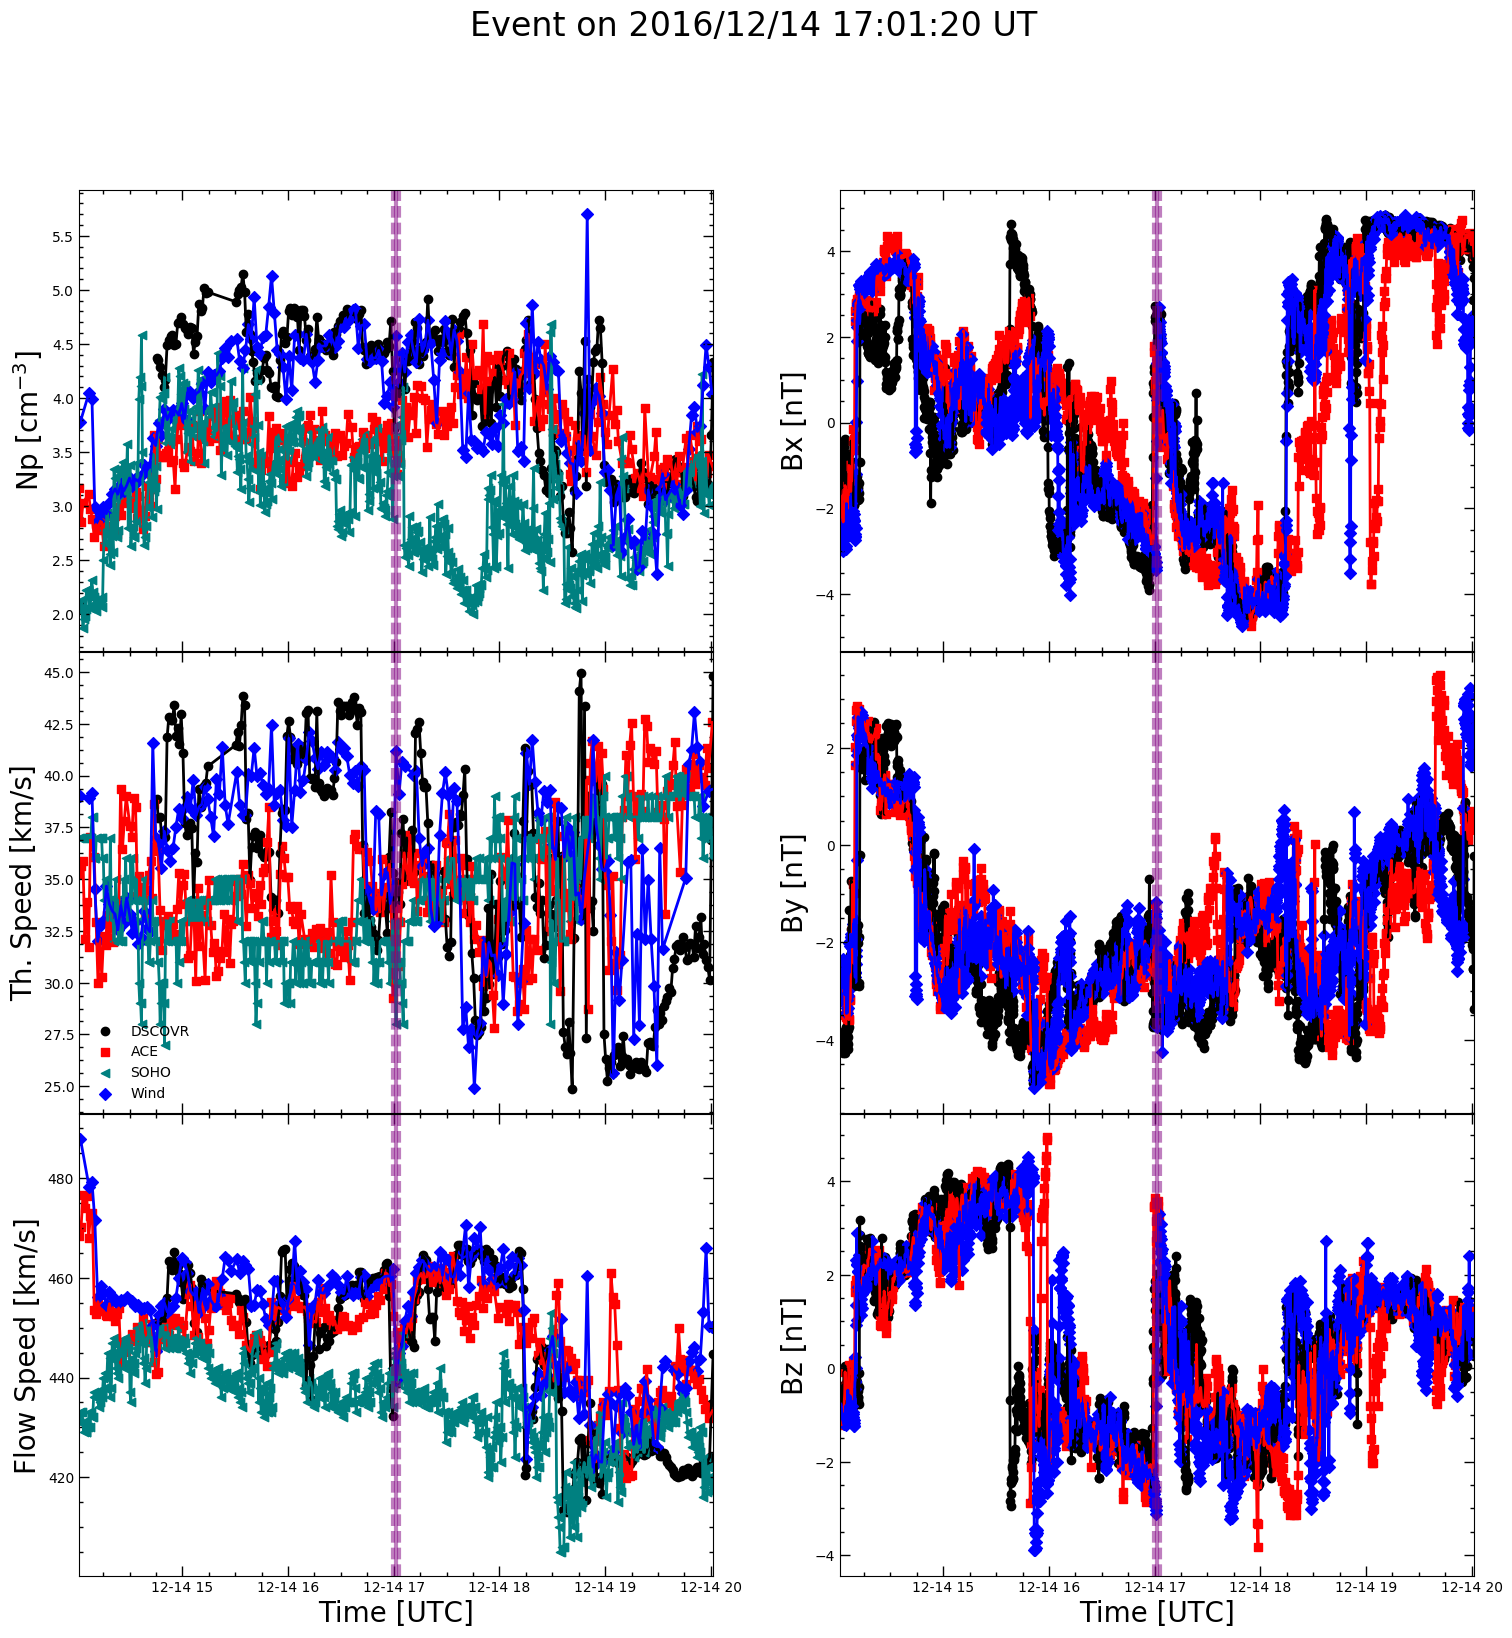 Event on 2016/12/14 17:01:20 UT
Np [cm⁻³]
5.5
5.0
4.5
4.0
3.5
3.0
2.5
2.0
Th. Speed [km/s]
45.0
42.5
40.0
37.5
35.0
32.5
30.0
27.5
25.0
DSCOVR
ACE
SOHO
Wind
Flow Speed [km/s]
480
460
440
420
12-14 15 12-14 16 12-14 17 12-14 18 12-14 19 12-14 20
Time [UTC]
Bx [nT]
4
2
0
−2
−4
By [nT]
2
0
−2
−4
Bz [nT]
4
2
0
−2
−4
12-14 15 12-14 16 12-14 17 12-14 18 12-14 19 12-14 20
Time [UTC]